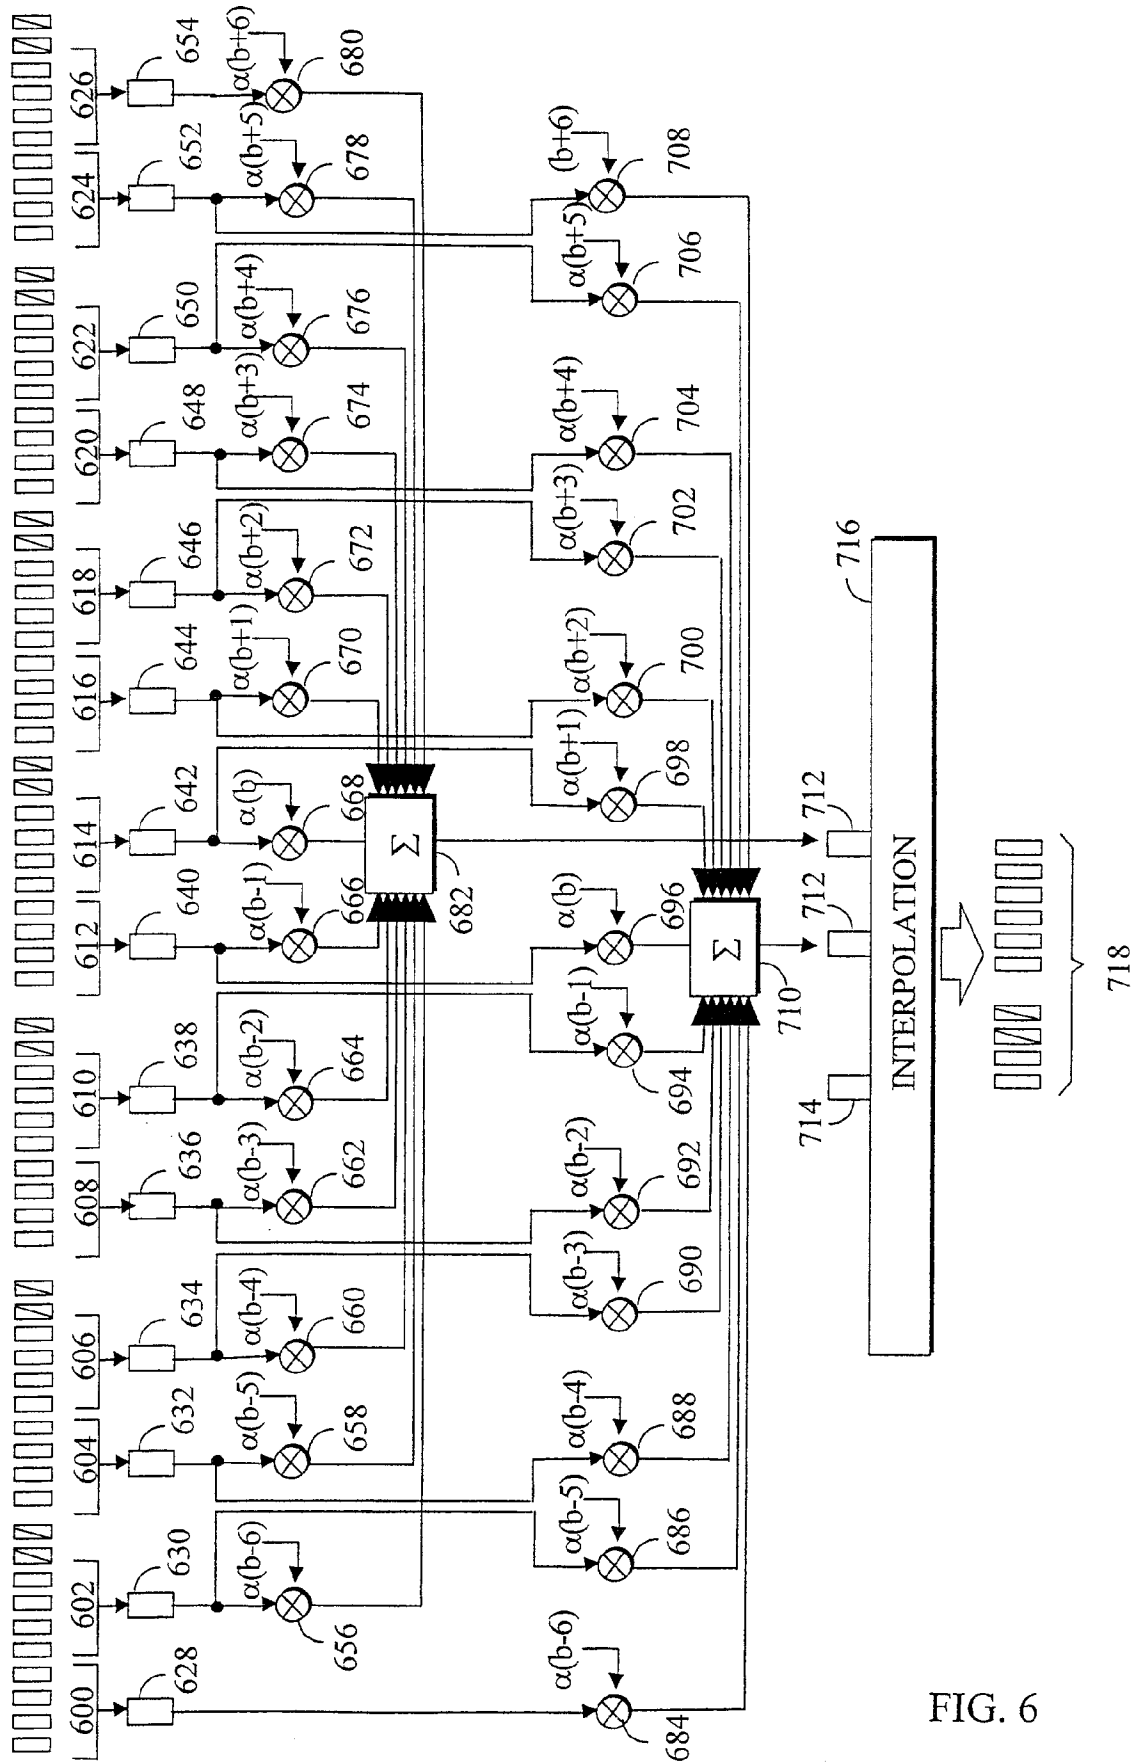 600 602 604 606 608 610 612 614 616 618 620 622 624 626
628 630 632 634 636 638 640 642 644 646 648 650 652 654
α(b-6) α(b-5) α(b-4) α(b-3) α(b-2) α(b-1) α(b) α(b+1) α(b+2) α(b+3) α(b+4) α(b+5) α(b+6)
656 658 660 662 664 666 668 670 672 674 676 678 680
Σ
682
α(b-6) α(b-5) α(b-4) α(b-3) α(b-2) α(b-1) α(b) α(b+1) α(b+2) α(b+3) α(b+4) α(b+5) (b+6)
684 686 688 690 692 694 696 698 700 702 704 706 708
Σ
710
714 712 712
716
INTERPOLATION
718
FIG. 6